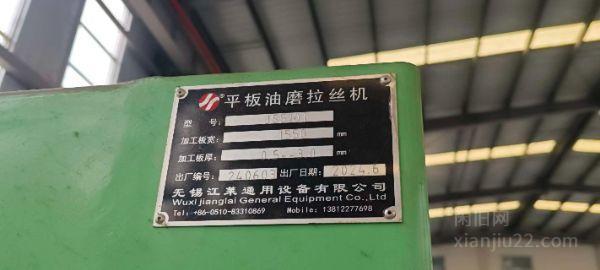 平板油磨拉丝机
型 号:
加工板宽: 1550 mm
加工板厚: 0.5--3.0 mm
出厂编号: 240603 出厂日期: 2024.6
无锡江莱通用设备有限公司
Wuxi jianglai General Equipment Co.,Ltd
Tel: +86-0510-83310869 Mobile: 13812277698
闲旧网
xianjiu22.com